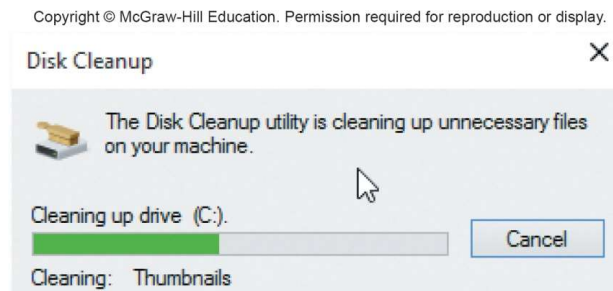 Copyright © McGraw-Hill Education. Permission required for reproduction or display.
Disk Cleanup
The Disk Cleanup utility is cleaning up unnecessary files
on your machine.
Cleaning up drive (C:).
Cancel
Cleaning: Thumbnails